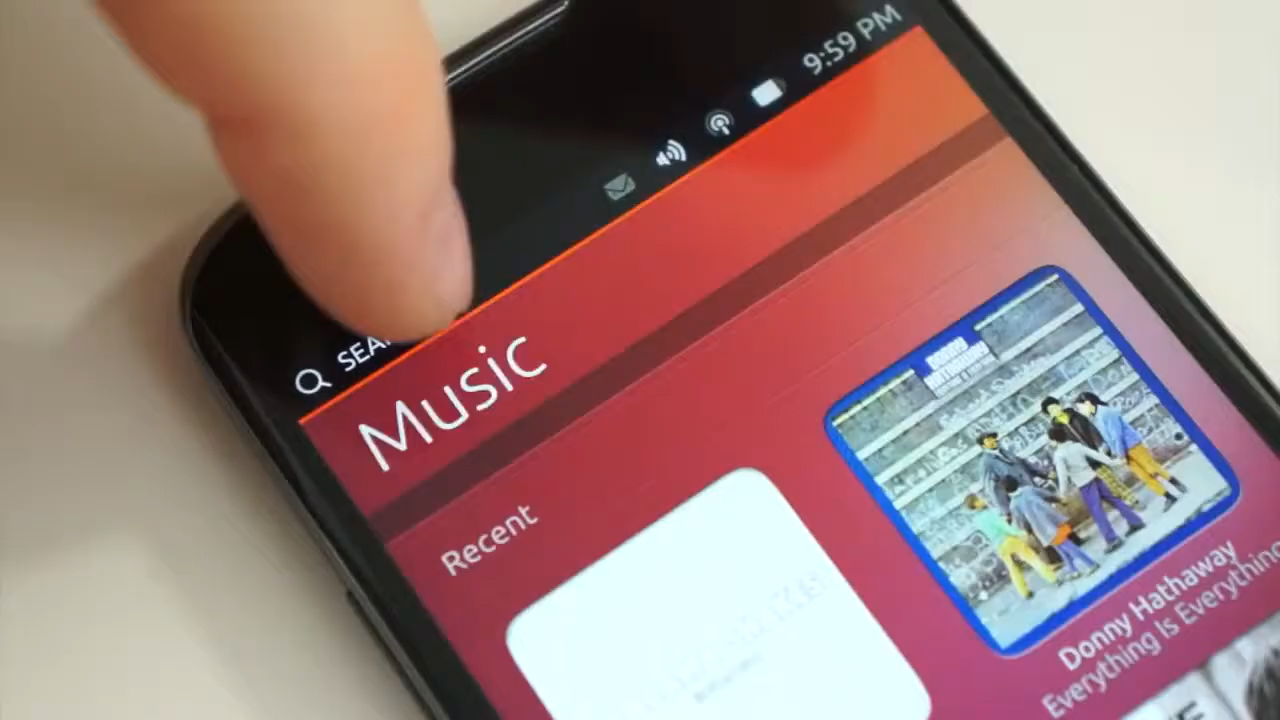 9:59 PM
SEA
Music
Recent
Donny Hathaway
Everything Is Everything